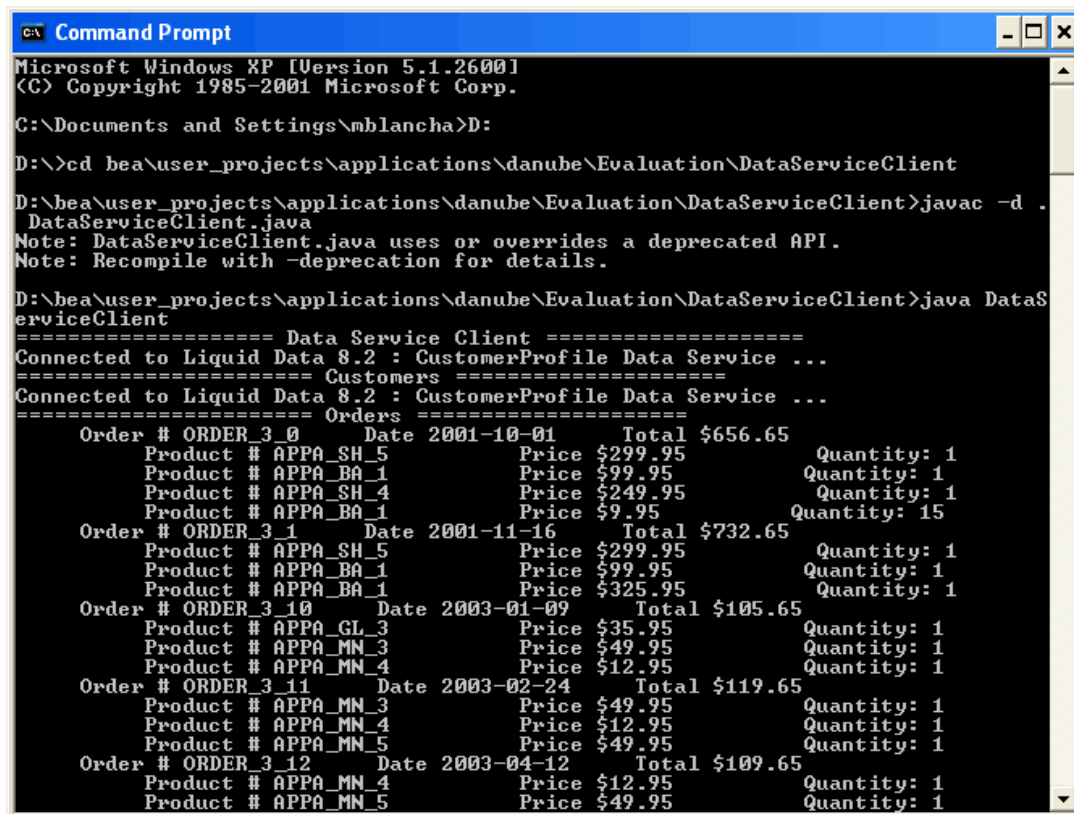 Command Prompt
Microsoft Windows XP [Version 5.1.2600]
(C) Copyright 1985-2001 Microsoft Corp.
C:\Documents and Settings\mblancha>D:
D:\>cd bea\user_projects\applications\danube\Evaluation\DataServiceClient
D:\bea\user_projects\applications\danube\Evaluation\DataServiceClient>javac -d .
 DataServiceClient.java
Note: DataServiceClient.java uses or overrides a deprecated API.
Note: Recompile with -deprecation for details.
D:\bea\user_projects\applications\danube\Evaluation\DataServiceClient>java DataS
erviceClient
==================== Data Service Client ====================
Connected to Liquid Data 8.2 : CustomerProfile Data Service ...
======================= Customers =====================
Connected to Liquid Data 8.2 : CustomerProfile Data Service ...
======================= Orders =====================
Order # ORDER_3_0 Date 2001-10-01 Total $656.65
Product # APPA_SH_5 Price $299.95 Quantity: 1
Product # APPA_BA_1 Price $99.95 Quantity: 1
Product # APPA_SH_4 Price $249.95 Quantity: 1
Product # APPA_BA_1 Price $9.95 Quantity: 15
Order # ORDER_3_1 Date 2001-11-16 Total $732.65
Product # APPA_SH_5 Price $299.95 Quantity: 1
Product # APPA_BA_1 Price $99.95 Quantity: 1
Product # APPA_BA_1 Price $325.95 Quantity: 1
Order # ORDER_3_10 Date 2003-01-09 Total $105.65
Product # APPA_GL_3 Price $35.95 Quantity: 1
Product # APPA_MN_3 Price $49.95 Quantity: 1
Product # APPA_MN_4 Price $12.95 Quantity: 1
Order # ORDER_3_11 Date 2003-02-24 Total $119.65
Product # APPA_MN_3 Price $49.95 Quantity: 1
Product # APPA_MN_4 Price $12.95 Quantity: 1
Product # APPA_MN_5 Price $49.95 Quantity: 1
Order # ORDER_3_12 Date 2003-04-12 Total $109.65
Product # APPA_MN_4 Price $12.95 Quantity: 1
Product # APPA_MN_5 Price $49.95 Quantity: 1